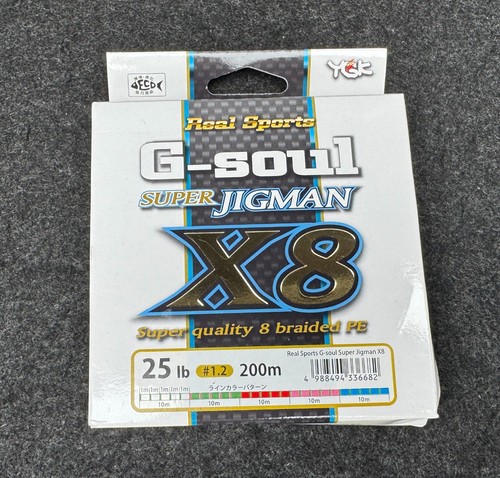 ECO
YGK
Real Sports
G-soul
SUPER JIGMAN
X8
Super quality 8 braided PE
Real Sports G-soul Super Jigman X8
25 lb #1.2 200m
4 988494 336682
ラインカラーパターン
1m 1m 1m 1m 1m
10m 10m 10m 10m 10m